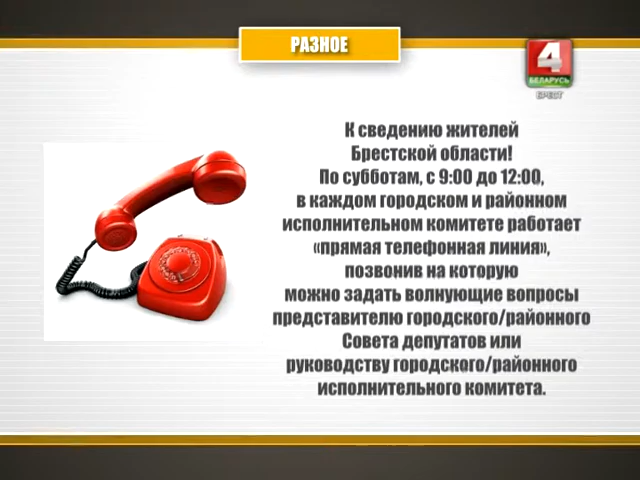 РАЗНОЕ
4
БЕЛАРУСЬ
БРЕСТ
К сведению жителей
Брестской области!
По субботам, с 9:00 до 12:00,
в каждом городском и районном
исполнительном комитете работает
«прямая телефонная линия»,
позвонив на которую
можно задать волнующие вопросы
представителю городского/районного
Совета депутатов или
руководству городского/районного
исполнительного комитета.